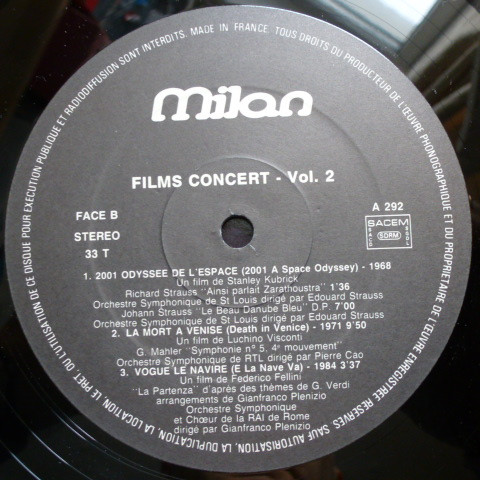 milan
FILMS CONCERT - Vol. 2
FACE B
STEREO
33 T
A 292
SACEM
SDRM
1. 2001 ODYSSEE DE L'ESPACE (2001 A Space Odyssey) - 1968
Un film de Stanley Kubrick
Richard Strauss "Ainsi parlait Zarathoustra" 1'36
Orchestre Symphonique de St Louis dirigé par Edouard Strauss
Johann Strauss "Le Beau Danube Bleu" D.P. 7'00
Orchestre Symphonique de St Louis dirigé par Edouard Strauss
2. LA MORT A VENISE (Death in Venice) - 1971 9'50
Un film de Luchino Visconti
G. Mahler "Symphonie n° 5, 4e mouvement"
Orchestre Symphonique de RTL dirigé par Pierre Cao
3. VOGUE LE NAVIRE (E La Nave Va) - 1984 3'37
Un film de Federico Fellini
"La Partenza" d'après des thèmes de G. Verdi
arrangements de Gianfranco Plenizio
Orchestre Symphonique
et Chœur de la RAI de Rome
dirigé par Gianfranco Plenizio
MADE IN FRANCE. TOUS DROITS DU PRODUCTEUR DE L'ŒUVRE PHONOGRAPHIQUE ET DU PROPRIETAIRE DE L'ŒUVRE ENREGISTREE RESERVES. SAUF AUTORISATION, LA DUPLICATION, LA LOCATION, LE PRET, OU L'UTILISATION DE CE DISQUE POUR EXECUTION PUBLIQUE ET RADIODIFFUSION SONT INTERDITS.